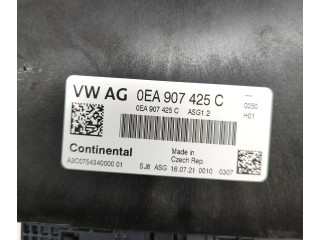 VW AG 0EA 907 425 C
0EA 907 425 C ASG1.2
0050
H01
Continental
Made in
Czech Rep.
A3C0754340000 01
SJ8 ASG 16.07.21 0010 0307